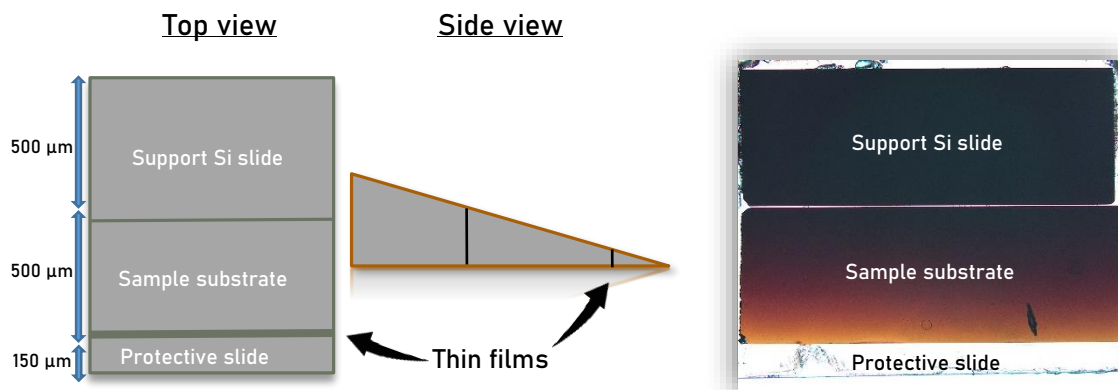 Top view
Side view
500 µm
Support Si slide
Support Si slide
500 µm
Sample substrate
Sample substrate
150 µm
Protective slide
Thin films
Protective slide